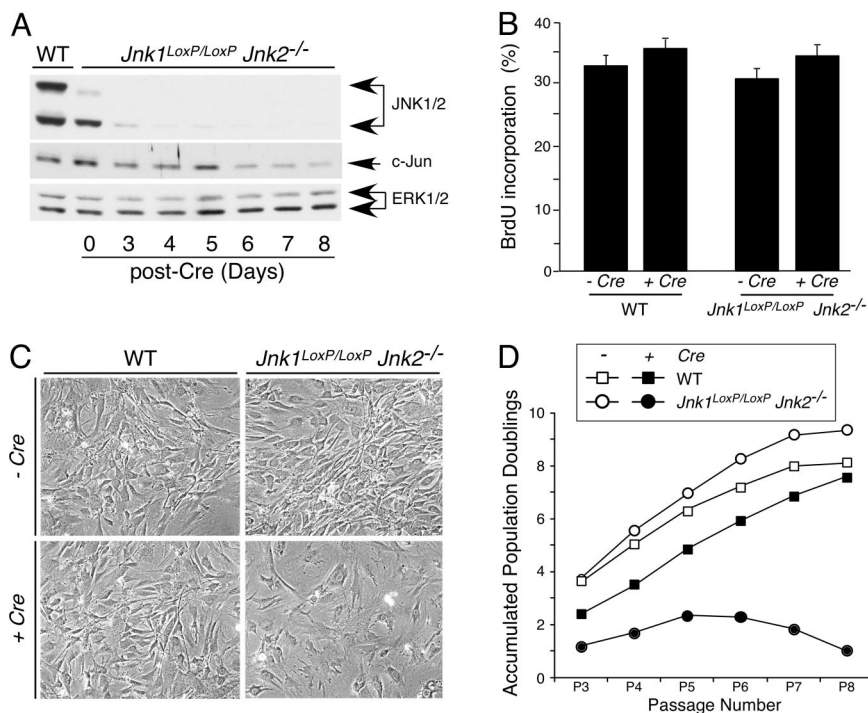 A
WT
Jnk1LoxP/LoxP Jnk2-/-
JNK1/2
c-Jun
ERK1/2
0 3 4 5 6 7 8
post-Cre (Days)
B
BrdU incorporation (%)
40
30
20
10
0
- Cre + Cre - Cre + Cre
WT Jnk1LoxP/LoxP Jnk2-/-
C
WT Jnk1LoxP/LoxP Jnk2-/-
- Cre
+ Cre
D
- + Cre
WT
Jnk1LoxP/LoxP Jnk2-/-
Accumulated Population Doublings
10
8
6
4
2
0
P3 P4 P5 P6 P7 P8
Passage Number